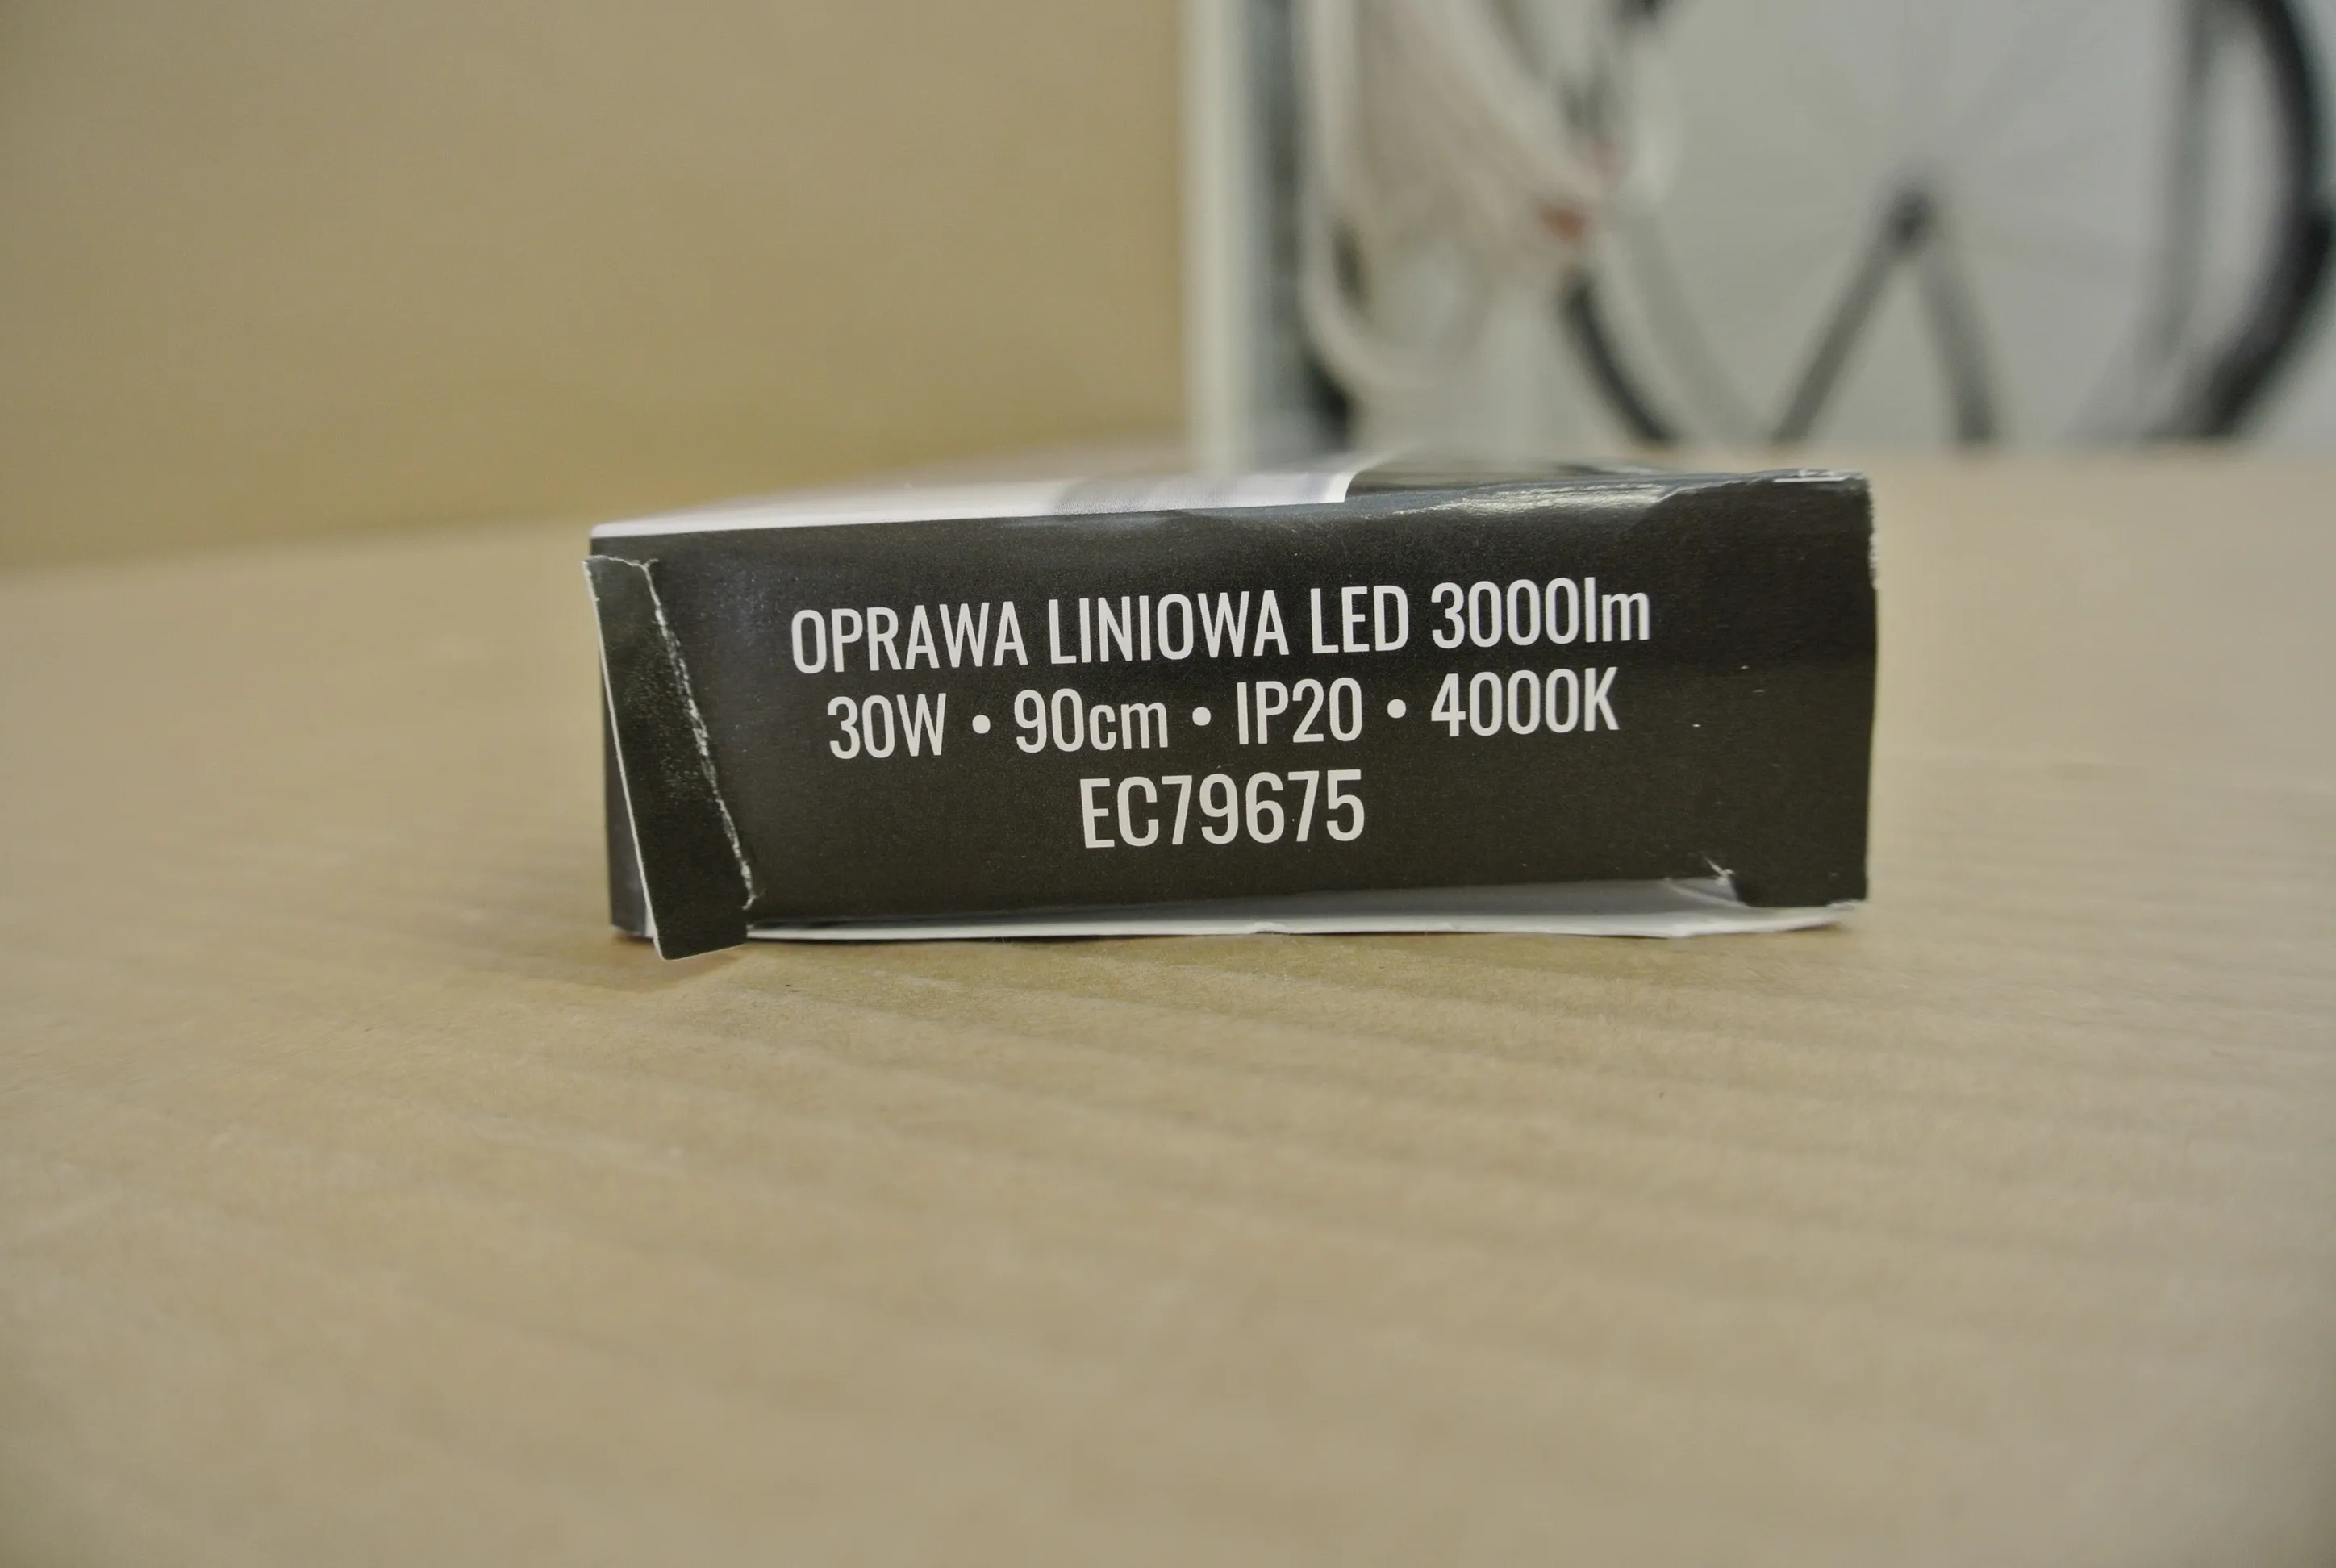 OPRAWA LINIOWA LED 3000lm
30W • 90cm • IP20 • 4000K
EC79675